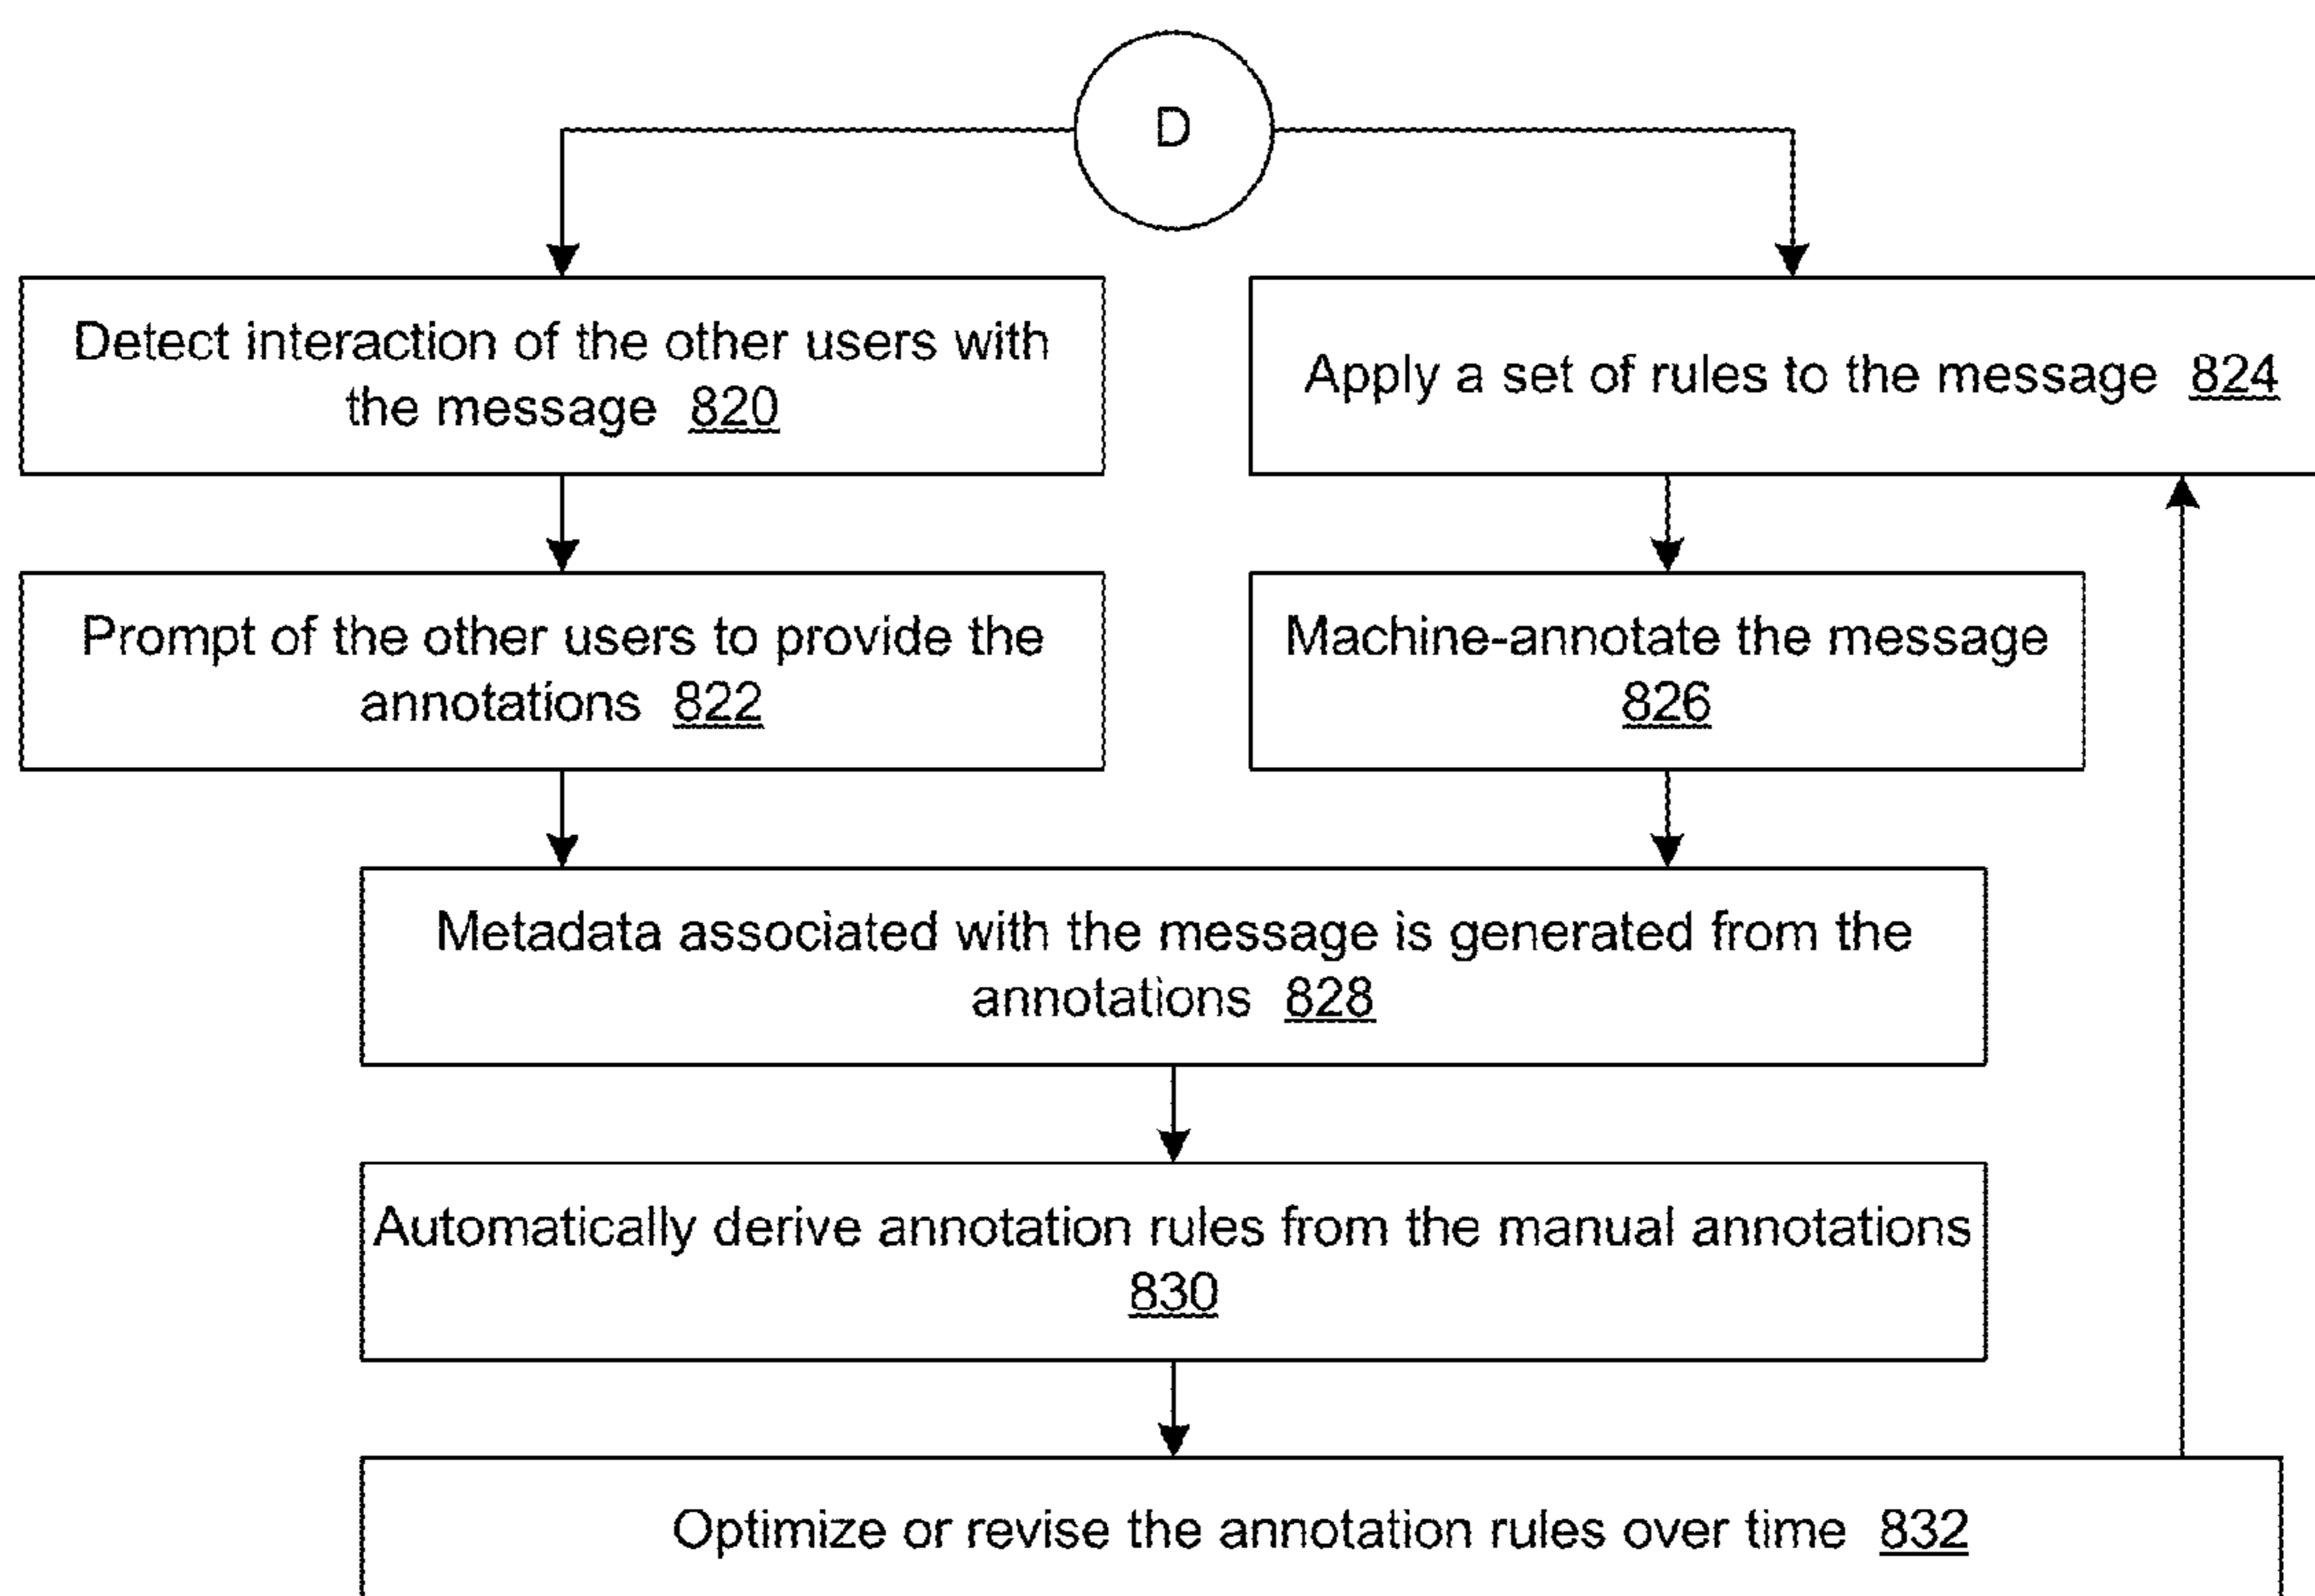 D
Detect interaction of the other users with
the message 820
Apply a set of rules to the message 824
Prompt of the other users to provide the
annotations 822
Machine-annotate the message
826
Metadata associated with the message is generated from the
annotations 828
Automatically derive annotation rules from the manual annotations
830
Optimize or revise the annotation rules over time 832